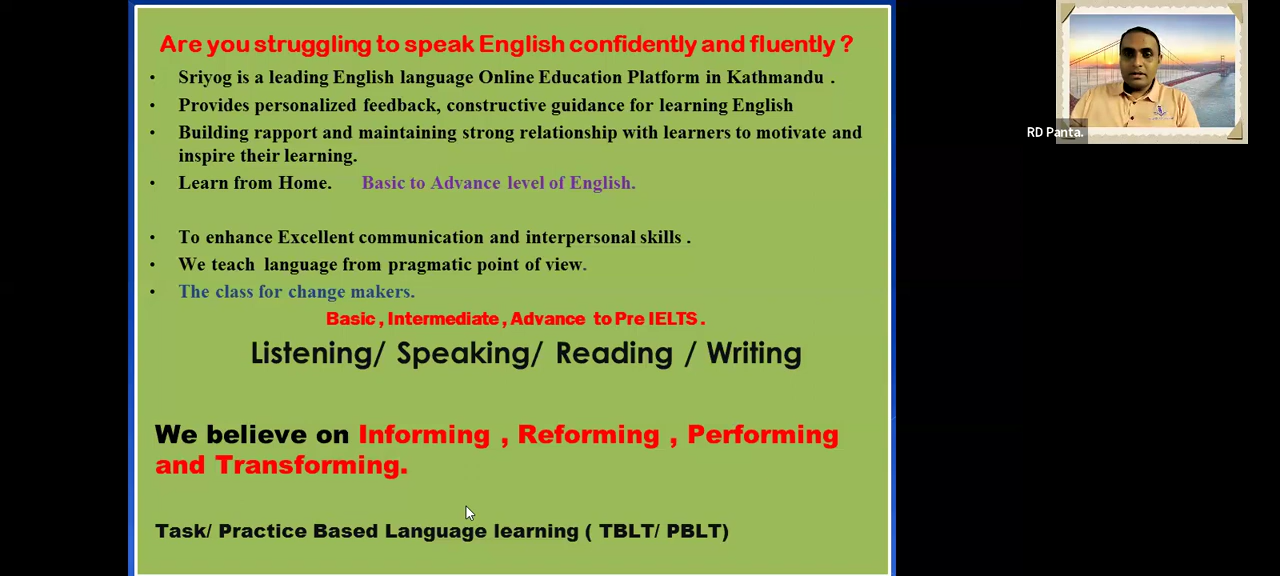 Are you struggling to speak English confidently and fluently ?
• Sriyog is a leading English language Online Education Platform in Kathmandu .
• Provides personalized feedback, constructive guidance for learning English
• Building rapport and maintaining strong relationship with learners to motivate and
inspire their learning.
• Learn from Home. Basic to Advance level of English.
• To enhance Excellent communication and interpersonal skills .
• We teach language from pragmatic point of view.
• The class for change makers.
Basic , Intermediate , Advance to Pre IELTS .
Listening/ Speaking/ Reading / Writing
We believe on Informing , Reforming , Performing
and Transforming.
Task/ Practice Based Language learning ( TBLT/ PBLT)
RD Panta.